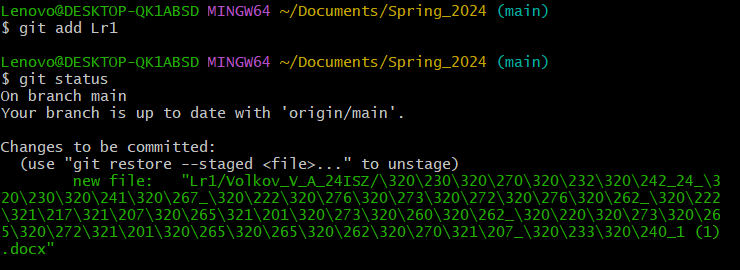 Lenovo@DESKTOP-QK1ABSD MINGW64 ~/Documents/Spring_2024 (main)
$ git add Lr1
Lenovo@DESKTOP-QK1ABSD MINGW64 ~/Documents/Spring_2024 (main)
$ git status
On branch main
Your branch is up to date with 'origin/main'.
Changes to be committed:
  (use "git restore --staged <file>..." to unstage)
        new file:   "Lr1/Volkov_V_A_24ISZ/\320\230\320\270\320\232\320\242_24_\3
20\230\320\241\320\267_\320\222\320\276\320\273\320\272\320\276\320\262_\320\222
\321\217\321\207\320\265\321\201\320\273\320\260\320\262_\320\220\320\273\320\26
5\320\272\321\201\320\265\320\265\320\262\320\270\321\207_\320\233\320\240_1 (1)
.docx"